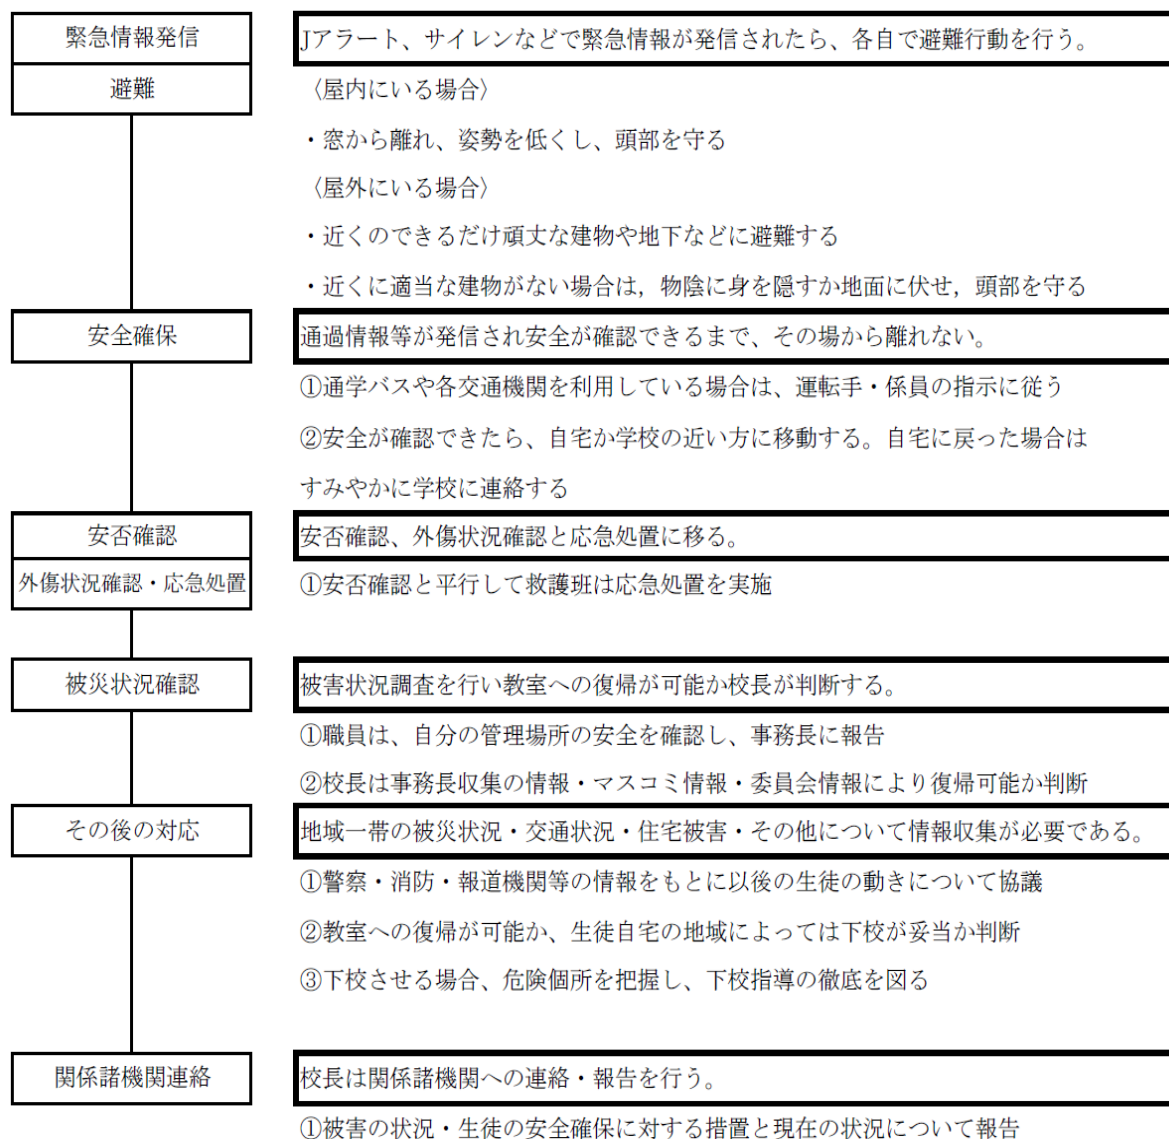 緊急情報発信
Jアラート、サイレンなどで緊急情報が発信されたら、各自で避難行動を行う。
避難
〈屋内にいる場合〉
・窓から離れ、姿勢を低くし、頭部を守る
〈屋外にいる場合〉
・近くのできるだけ頑丈な建物や地下などに避難する
・近くに適当な建物がない場合は，物陰に身を隠すか地面に伏せ，頭部を守る
安全確保
通過情報等が発信され安全が確認できるまで、その場から離れない。
①通学バスや各交通機関を利用している場合は、運転手・係員の指示に従う
②安全が確認できたら、自宅か学校の近い方に移動する。自宅に戻った場合は
すみやかに学校に連絡する
安否確認
安否確認、外傷状況確認と応急処置に移る。
外傷状況確認・応急処置
①安否確認と平行して救護班は応急処置を実施
被災状況確認
被害状況調査を行い教室への復帰が可能か校長が判断する。
①職員は、自分の管理場所の安全を確認し、事務長に報告
②校長は事務長収集の情報・マスコミ情報・委員会情報により復帰可能か判断
その後の対応
地域一帯の被災状況・交通状況・住宅被害・その他について情報収集が必要である。
①警察・消防・報道機関等の情報をもとに以後の生徒の動きについて協議
②教室への復帰が可能か、生徒自宅の地域によっては下校が妥当か判断
③下校させる場合、危険個所を把握し、下校指導の徹底を図る
関係諸機関連絡
校長は関係諸機関への連絡・報告を行う。
①被害の状況・生徒の安全確保に対する措置と現在の状況について報告